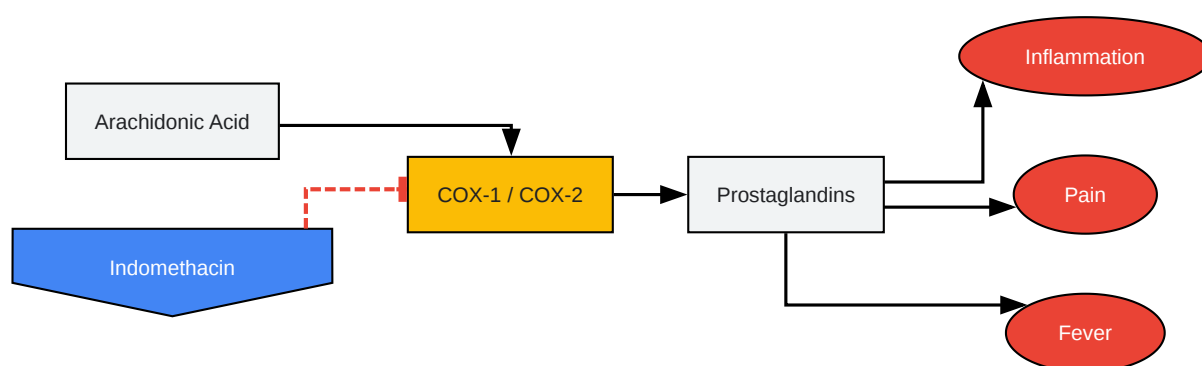 Inflammation
Arachidonic Acid
COX-1 / COX-2
Prostaglandins
Pain
Indomethacin
Fever